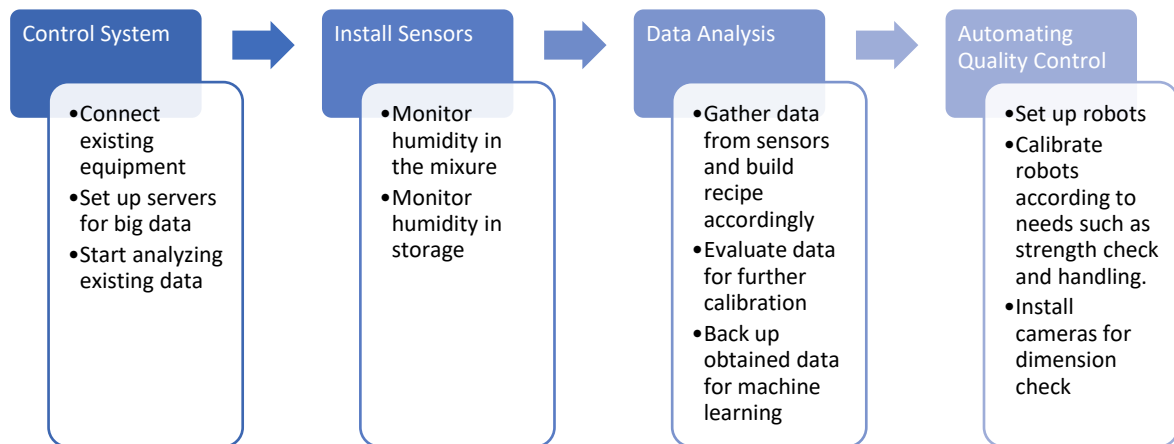 Control System
•Connect
existing
equipment
•Set up servers
for big data
•Start analyzing
existing data
Install Sensors
•Monitor
humidity in
the mixure
•Monitor
humidity in
storage
Data Analysis
•Gather data
from sensors
and build
recipe
accordingly
•Evaluate data
for further
calibration
•Back up
obtained data
for machine
learning
Automating
Quality Control
•Set up robots
•Calibrate
robots
according to
needs such as
strength check
and handling.
•Install
cameras for
dimension
check